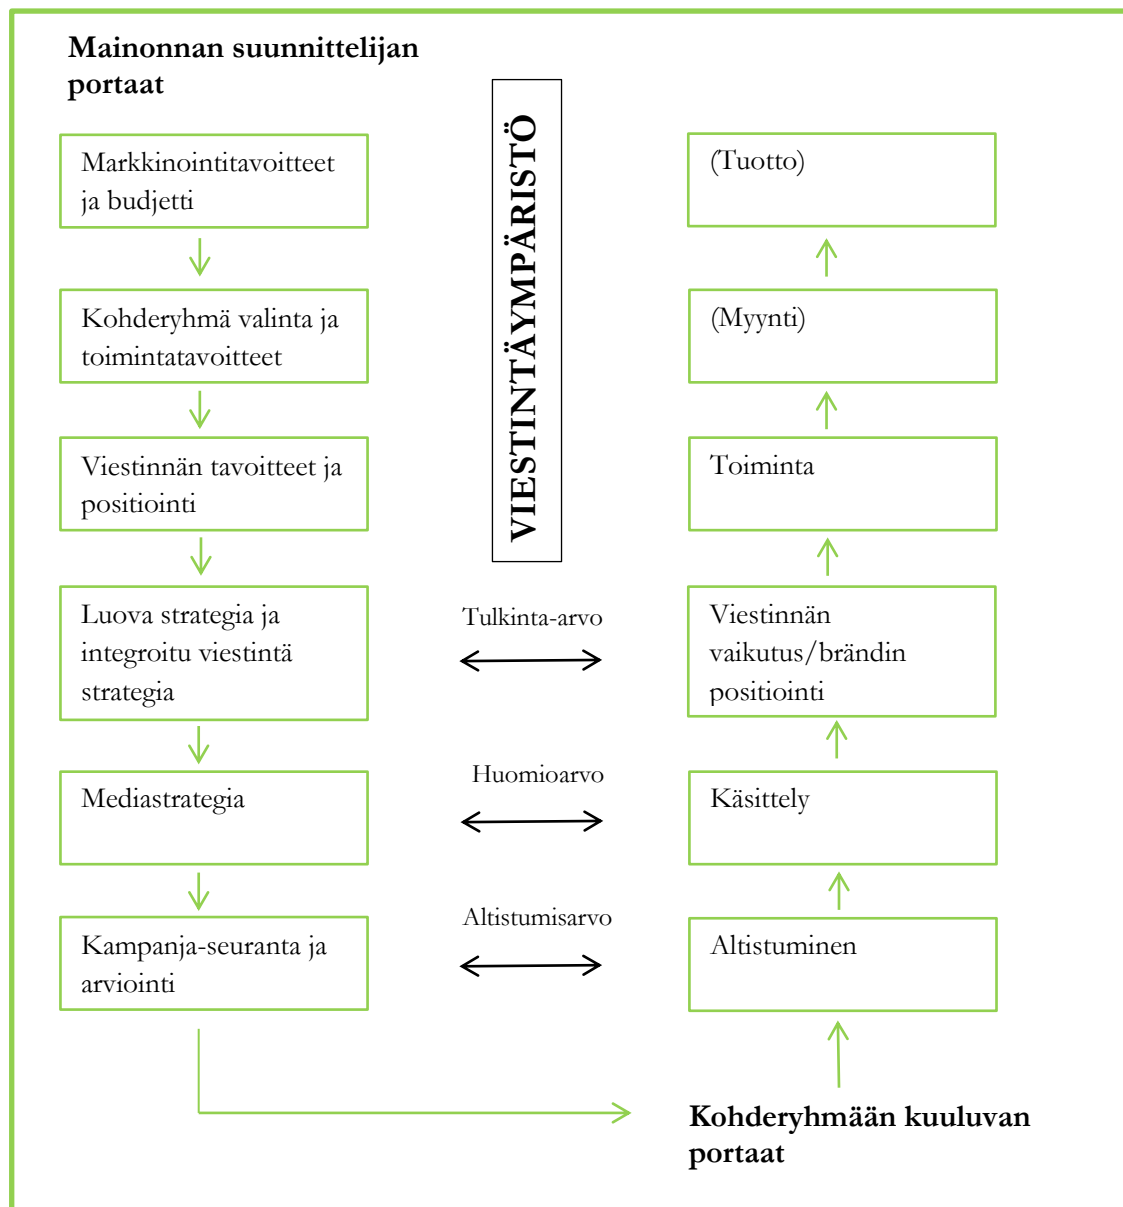 Mainonnan suunnittelijan
portaat
Markkinointitavoitteet
ja budjetti
Kohderyhmä valinta ja
toimintatavoitteet
Viestinnän tavoitteet ja
positiointi
Luova strategia ja
integroitu viestintä
strategia
Mediastrategia
Kampanja-seuranta ja
arviointi
VIESTINTÄYMPÄRISTÖ
Tulkinta-arvo
Huomioarvo
Altistumisarvo
(Tuotto)
(Myynti)
Toiminta
Viestinnän
vaikutus/brändin
positiointi
Käsittely
Altistuminen
Kohderyhmään kuuluvan
portaat